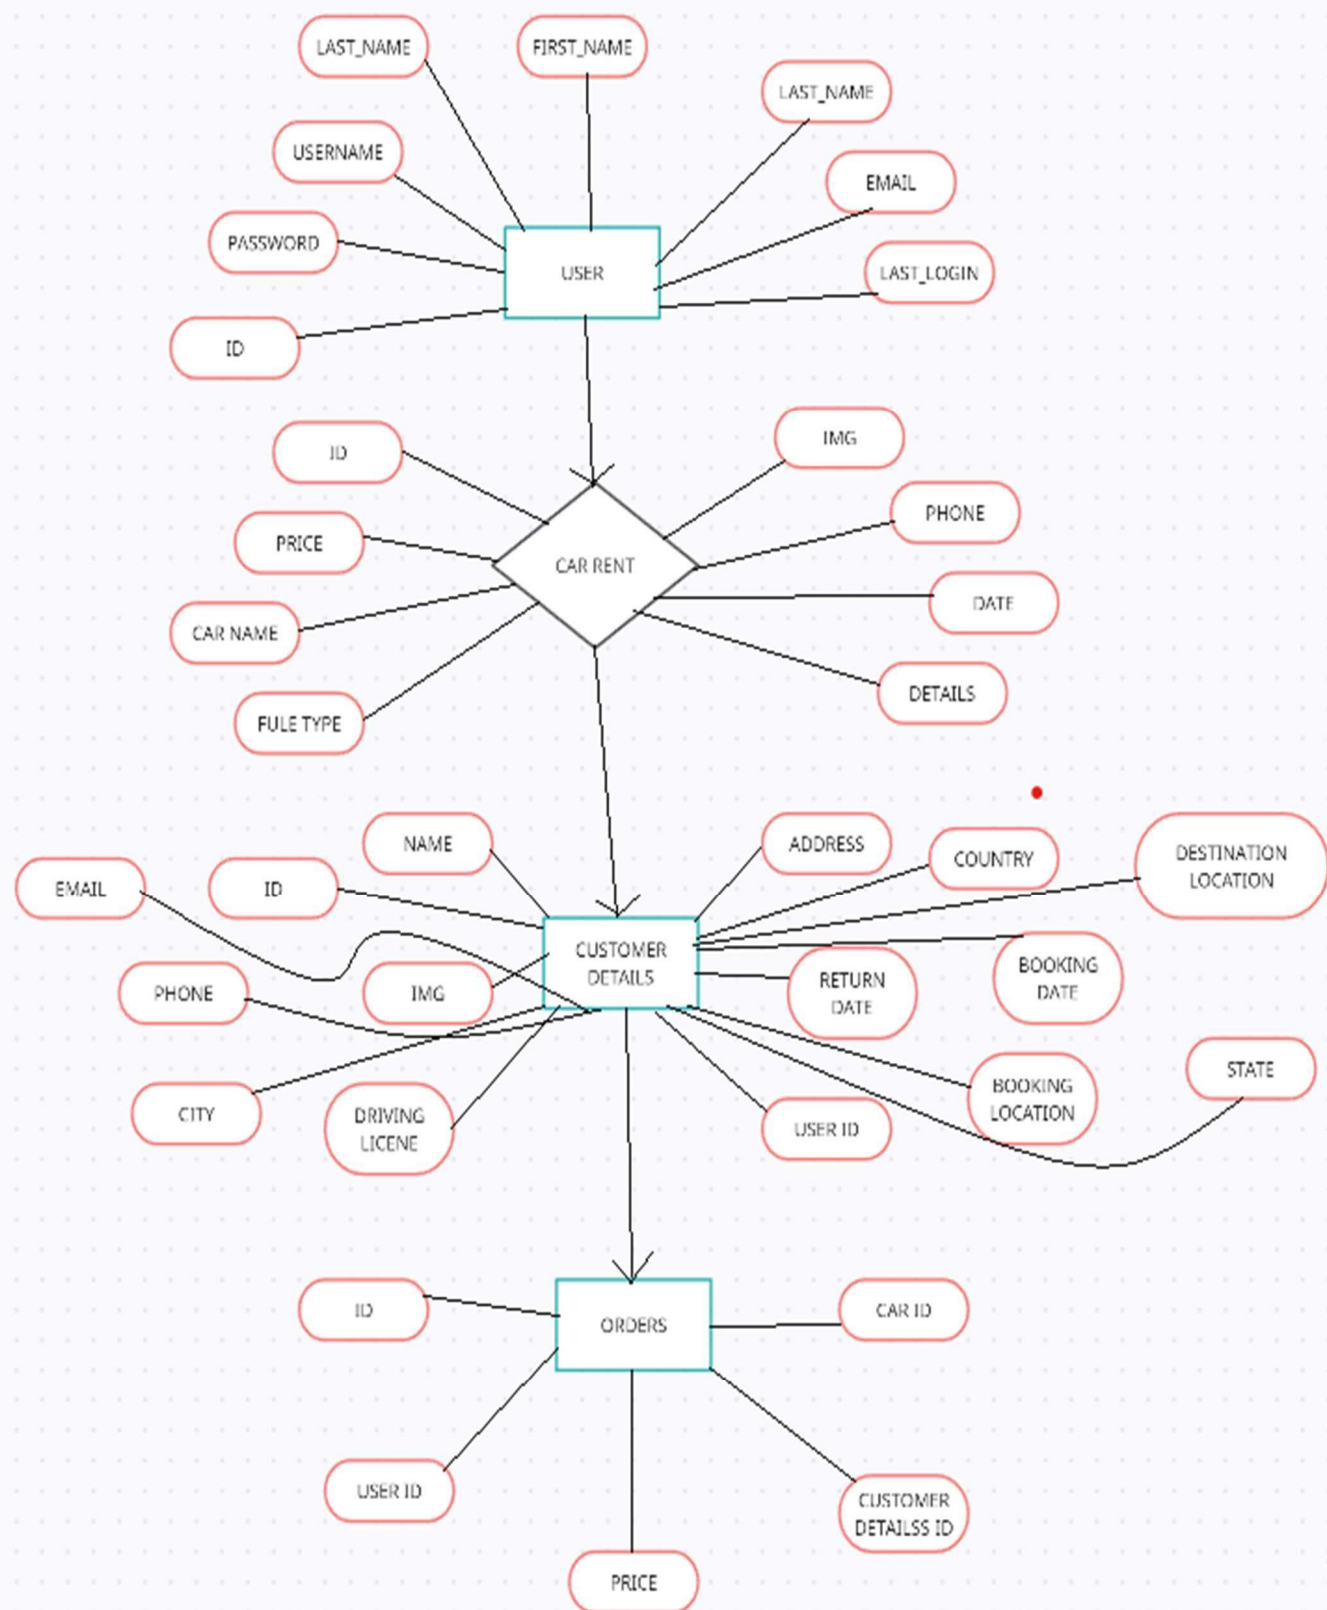 LAST_NAME
FIRST_NAME
LAST_NAME
USERNAME
EMAIL
PASSWORD
USER
LAST_LOGIN
ID
ID
IMG
PRICE
PHONE
CAR RENT
CAR NAME
DATE
FULE TYPE
DETAILS
NAME
ADDRESS
COUNTRY
DESTINATION
LOCATION
EMAIL
ID
CUSTOMER
DETAILS
PHONE
IMG
RETURN
DATE
BOOKING
DATE
CITY
DRIVING
LICENE
USER ID
BOOKING
LOCATION
STATE
ID
ORDERS
CAR ID
USER ID
CUSTOMER
DETAILSS ID
PRICE